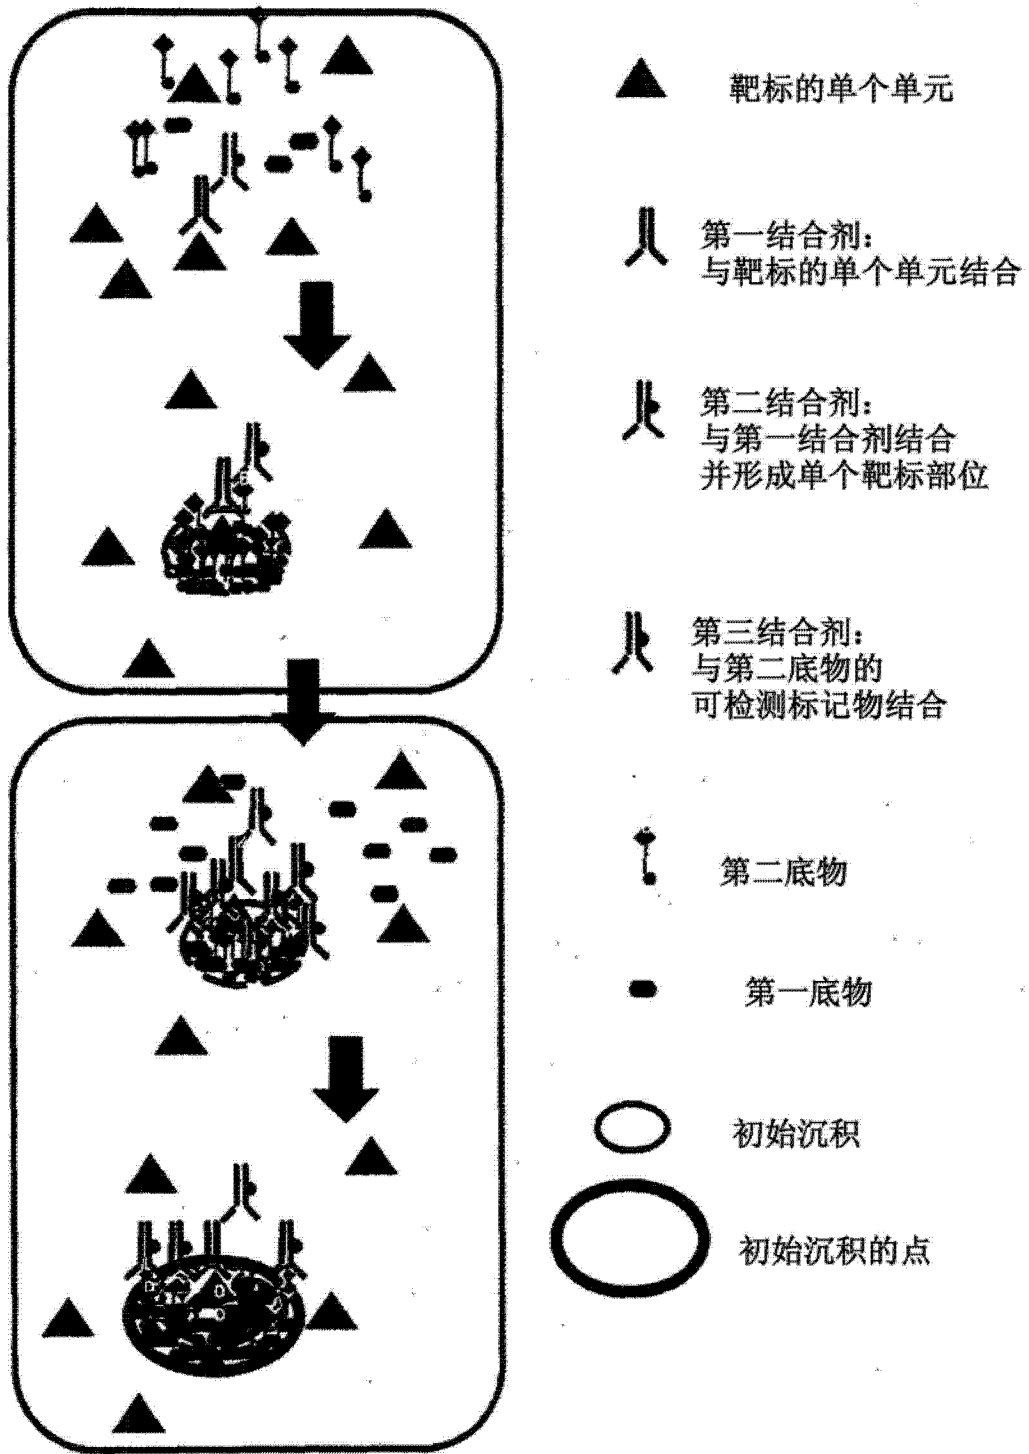 靶标的单个单元
第一结合剂：
与靶标的单个单元结合
第二结合剂：
与第一结合剂结合
并形成单个靶标部位
第三结合剂：
与第二底物的
可检测标记物结合
第二底物
第一底物
初始沉积
初始沉积的点